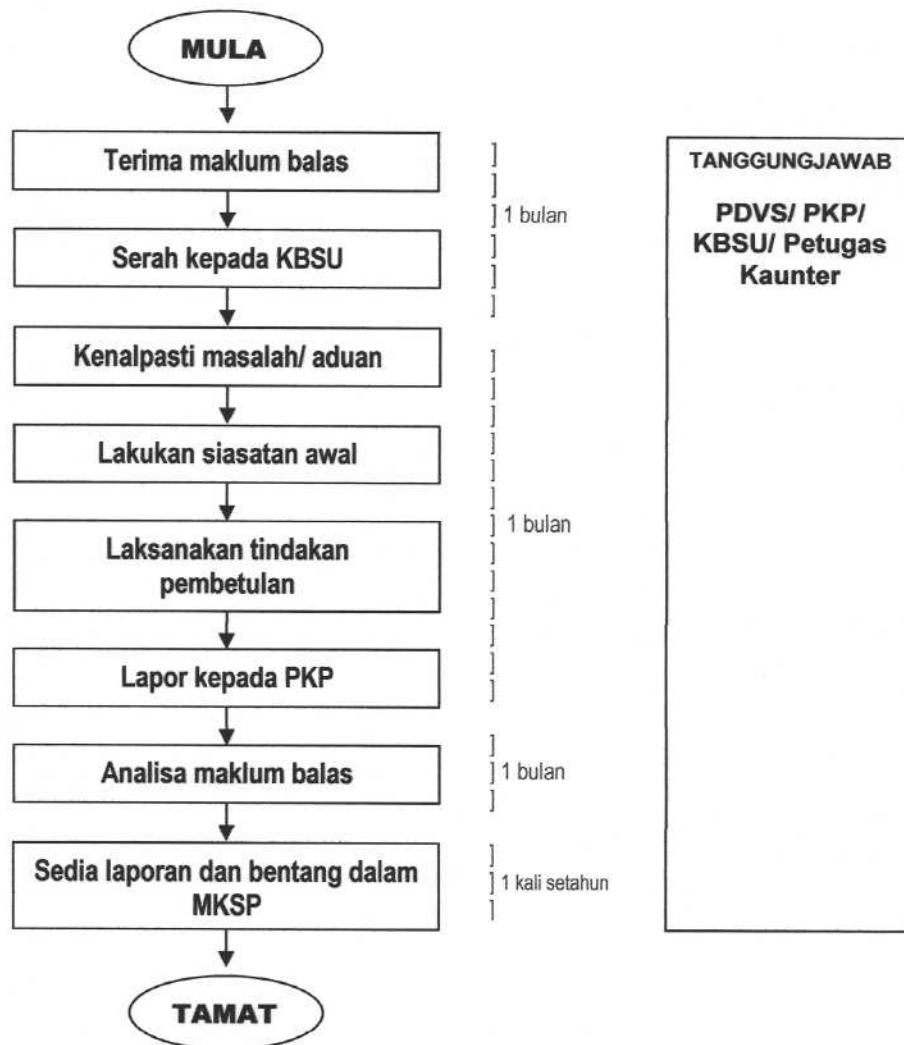 MULA
Terima maklum balas
Serah kepada KBSU
]
]
] 1 bulan
]
]
]
Kenalpasti masalah/ aduan
Lakukan siasatan awal
Laksanakan tindakan
pembetulan
Lapor kepada PKP
]
]
]
]
]
]
] 1 bulan
]
]
]
]
]
]
Analisa maklum balas
]
] 1 bulan
]
Sedia laporan dan bentang dalam
MKSP
]
] 1 kali setahun
]
TAMAT
TANGGUNGJAWAB
PDVS/ PKP/
KBSU/ Petugas
Kaunter